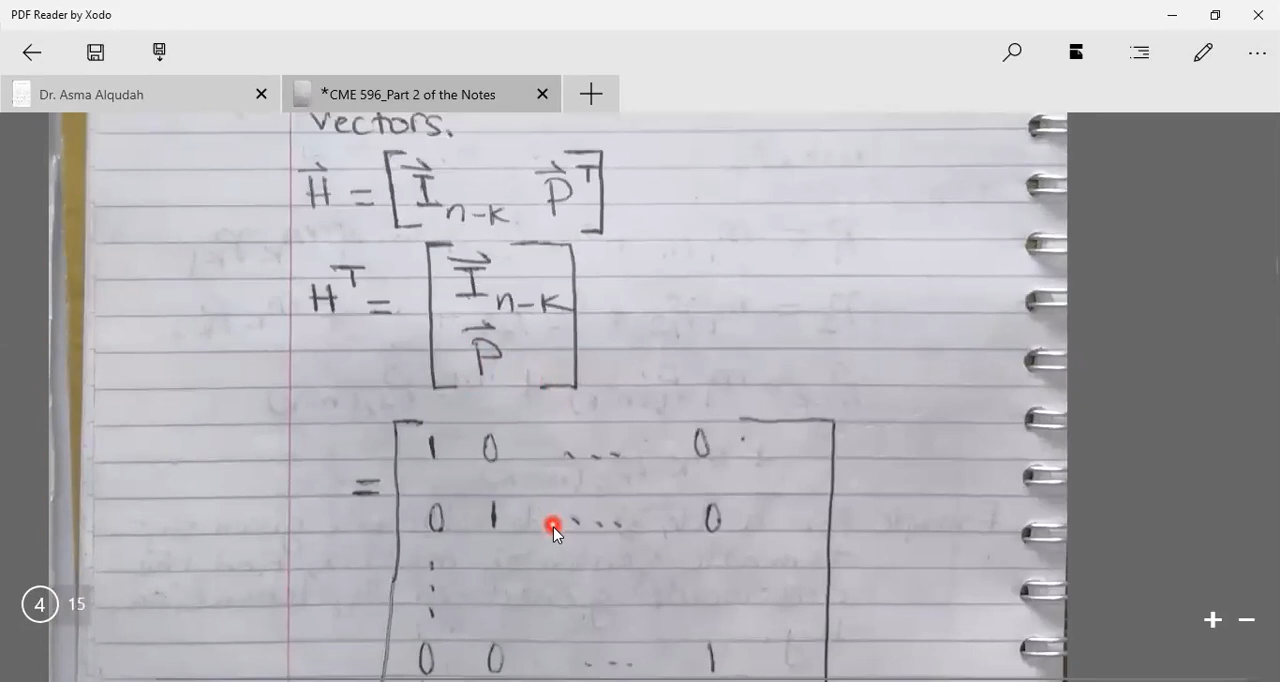 PDF Reader by Xodo
Dr. Asma Alqudah
*CME 596_Part 2 of the Notes
vectors.
H⃗ = [I⃗ₙ₋ₖ P⃗ᵀ]
Hᵀ = [I⃗ₙ₋ₖ
P⃗]
= [1 0 ... 0
0 1 ... 0
⋮
0 0 ... 1
4 15